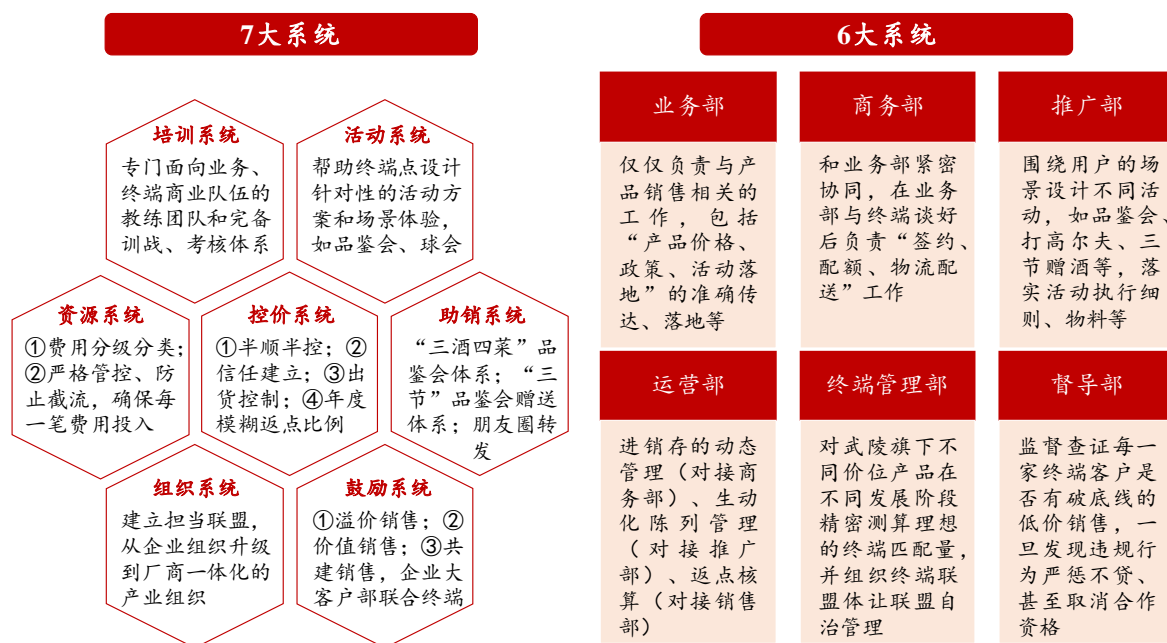 7大系统
培训系统
专门面向业务、
终端商业队伍的
教练团队和完备
训战、考核体系
活动系统
帮助终端点设计
针对性的活动方
案和场景体验，
如品鉴会、球会
资源系统
①费用分级分类；
②严格管控、防
止截流，确保每
一笔费用投入
控价系统
①半顺半控；②
信任建立；③出
货控制；④年度
模糊返点比例
助销系统
“三酒四菜”品
鉴会体系；“三
节”品鉴会赠送
体系；朋友圈转
发
组织系统
建立担当联盟，
从企业组织升级
到厂商一体化的
产业组织
鼓励系统
①溢价销售；②
价值销售；③共
建销售，企业大
客户部联合终端
6大系统
业务部
仅仅负责与产
品销售相关的
工作，包括
“产品价格、
政策、活动落
地”的准确传
达、落地等
商务部
和业务部紧密
协同，在业务
部与终端谈好
后负责“签约、
配额、物流配
送”工作
推广部
围绕用户的场
景设计不同活
动，如品鉴会、
打高尔夫、三
节赠酒等，落
实活动执行细
则、物料等
运营部
进销存的动态
管理（对接商
务部）、生动
化陈列管理
（对接推广
部）、返点核
算（对接销售
部）
终端管理部
对武陵旗下不
同价位产品在
不同发展阶段
精密测算理想
的终端匹配量，
并组织终端联
盟体让联盟自
治管理
督导部
监督查证每一
家终端客户是
否有破底线的
低价销售，一
旦发现违规行
为严惩不贷、
甚至取消合作
资格